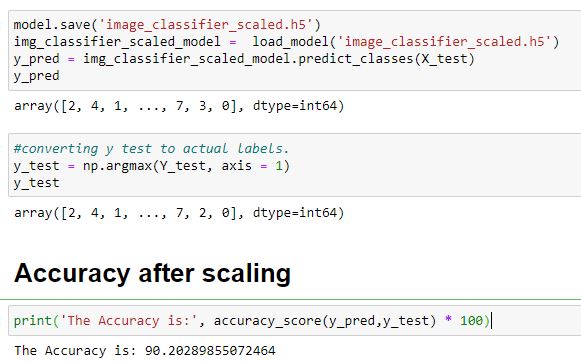 model.save('image_classifier_scaled.h5')
img_classifier_scaled_model =  load_model('image_classifier_scaled.h5')
y_pred = img_classifier_scaled_model.predict_classes(X_test)
y_pred
array([2, 4, 1, ..., 7, 3, 0], dtype=int64)
#converting y test to actual labels.
y_test = np.argmax(Y_test, axis = 1)
y_test
array([2, 4, 1, ..., 7, 2, 0], dtype=int64)
Accuracy after scaling
print('The Accuracy is:', accuracy_score(y_pred,y_test) * 100)
The Accuracy is: 90.20289855072464